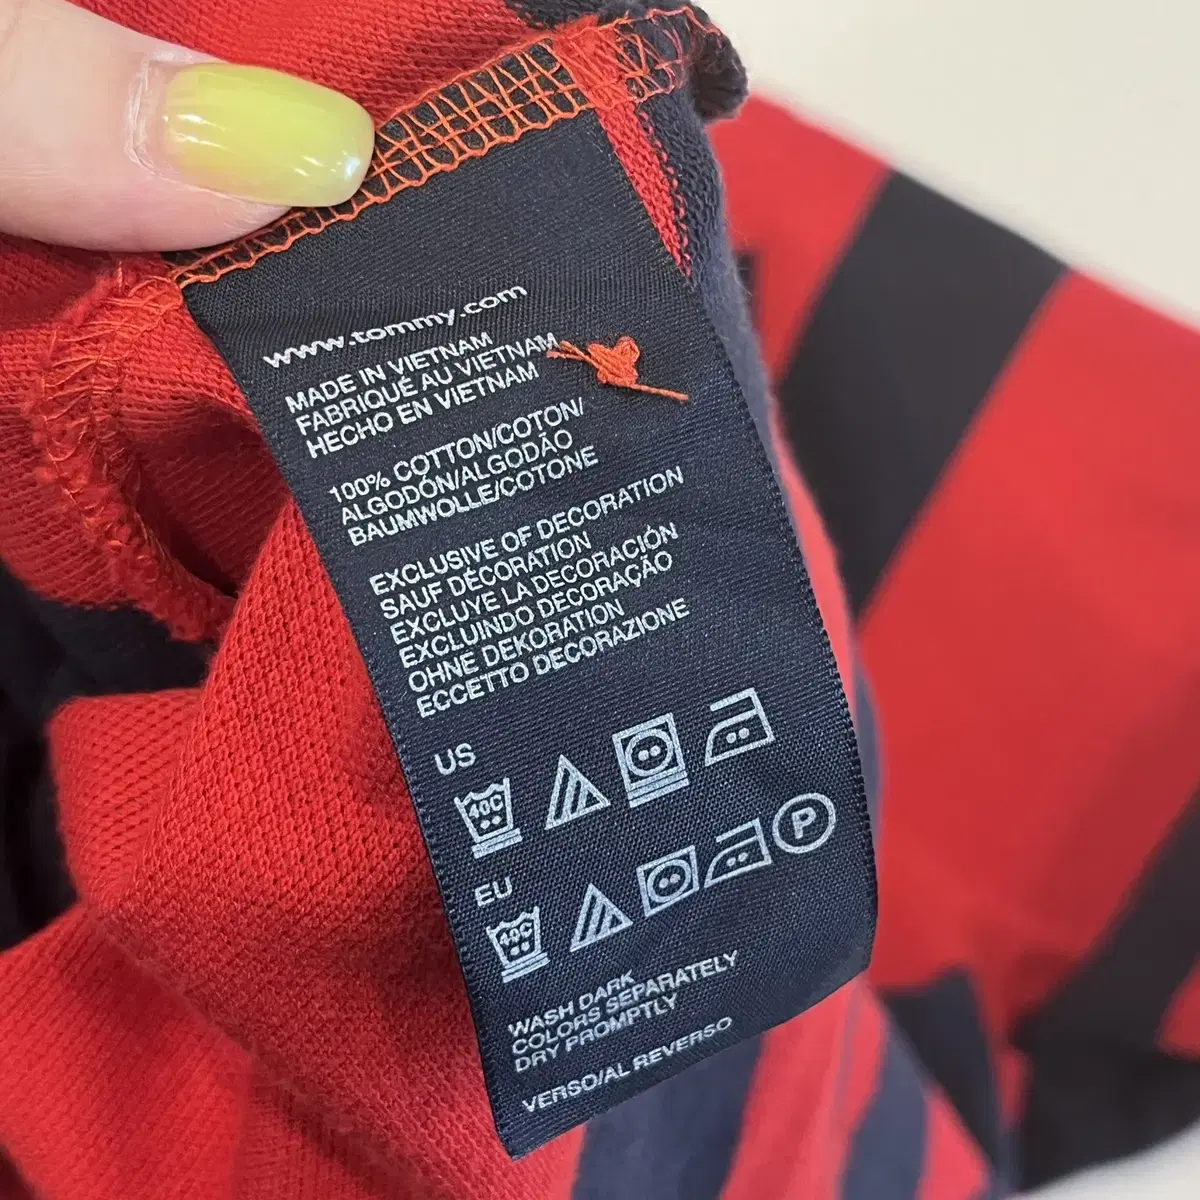 www.tommy.com
MADE IN VIETNAM
FABRIQUÉ AU VIETNAM
HECHO EN VIETNAM
100% COTTON/COTON/
ALGODÓN/ALGODÃO
BAUMWOLLE/COTONE
EXCLUSIVE OF DECORATION
SAUF DÉCORATION
EXCLUYE LA DECORACIÓN
EXCLUINDO DECORAÇÃO
OHNE DEKORATION
ECCETTO DECORAZIONE
US
40C
EU
40C
P
WASH DARK
COLORS SEPARATELY
DRY PROMPTLY
VERSO/AL REVERSO